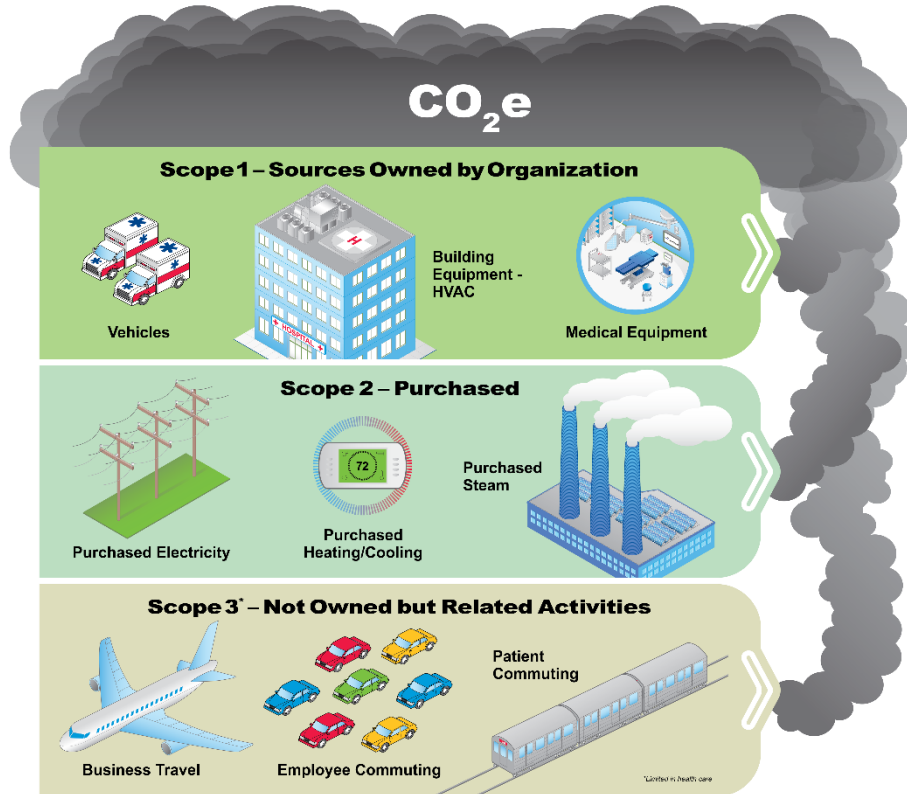 CO₂e
Scope 1 – Sources Owned by Organization
Vehicles
H
HOSPITAL
Building
Equipment -
HVAC
Medical Equipment
Scope 2 – Purchased
Purchased Electricity
72
Purchased
Heating/Cooling
Purchased
Steam
Scope 3* – Not Owned but Related Activities
Business Travel
Employee Commuting
Patient
Commuting
*Limited in health care